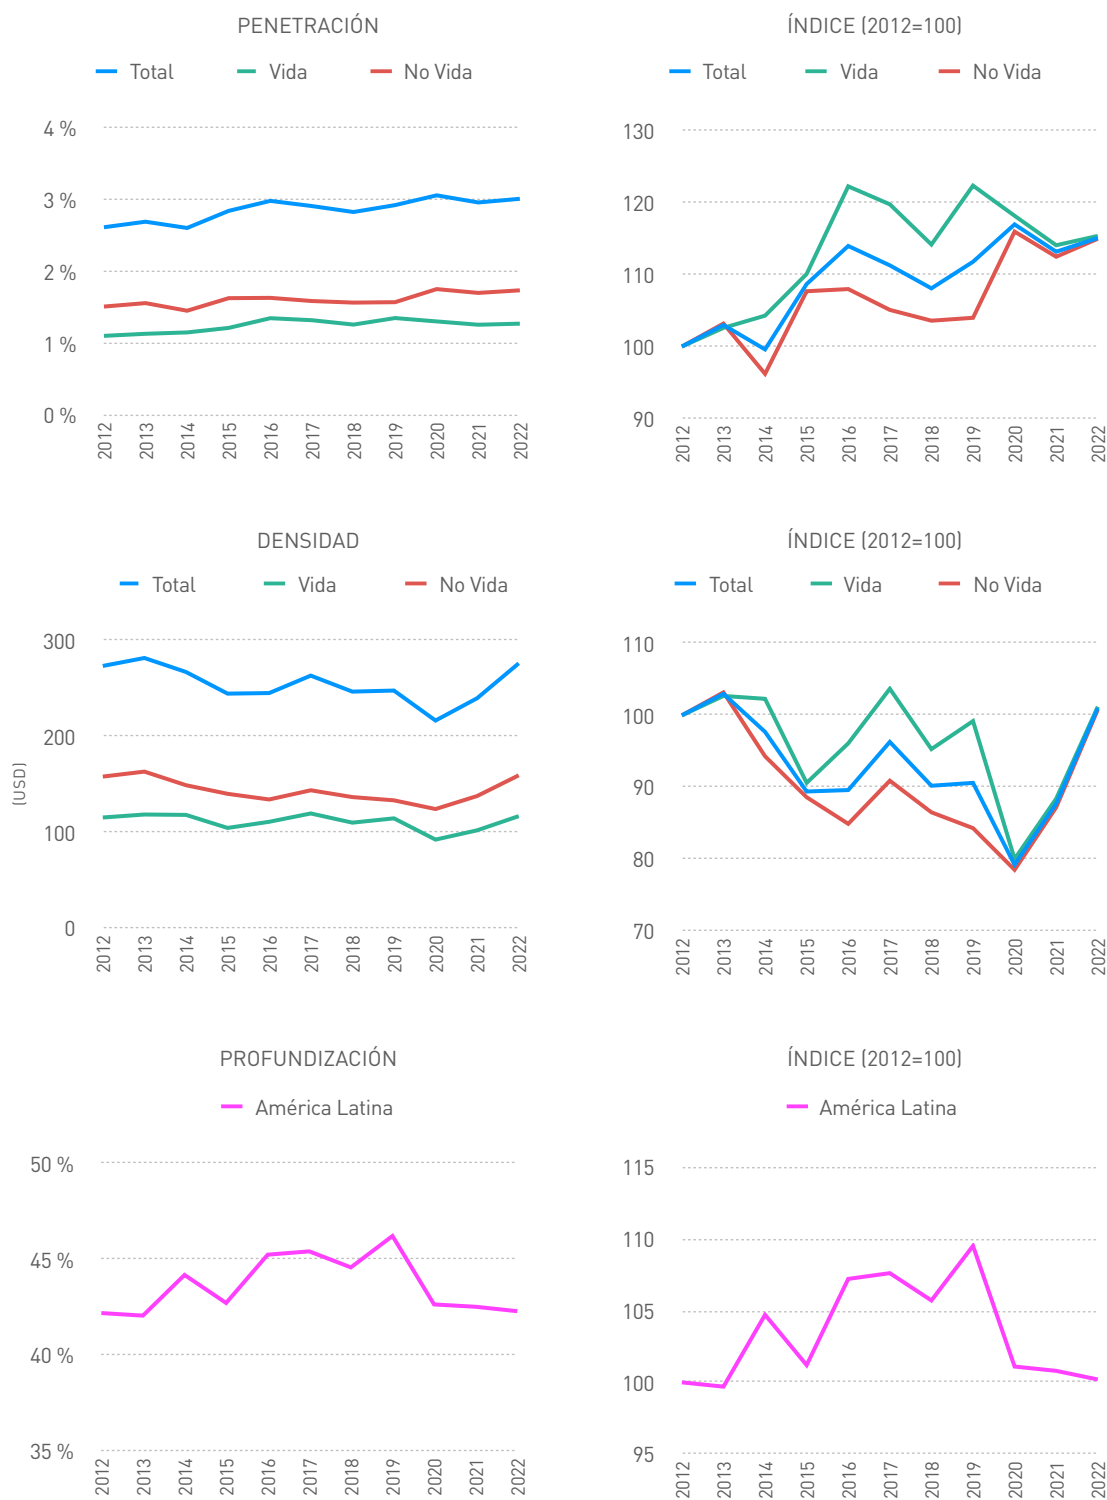 PENETRACIÓN
Total Vida No Vida
4 %
3 %
2 %
1 %
0 %
2012 2013 2014 2015 2016 2017 2018 2019 2020 2021 2022
ÍNDICE (2012=100)
Total Vida No Vida
130
120
110
100
90
2012 2013 2014 2015 2016 2017 2018 2019 2020 2021 2022
DENSIDAD
Total Vida No Vida
(USD)
300
200
100
0
2012 2013 2014 2015 2016 2017 2018 2019 2020 2021 2022
ÍNDICE (2012=100)
Total Vida No Vida
110
100
90
80
70
2012 2013 2014 2015 2016 2017 2018 2019 2020 2021 2022
PROFUNDIZACIÓN
América Latina
50 %
45 %
40 %
35 %
2012 2013 2014 2015 2016 2017 2018 2019 2020 2021 2022
ÍNDICE (2012=100)
América Latina
115
110
105
100
95
2012 2013 2014 2015 2016 2017 2018 2019 2020 2021 2022